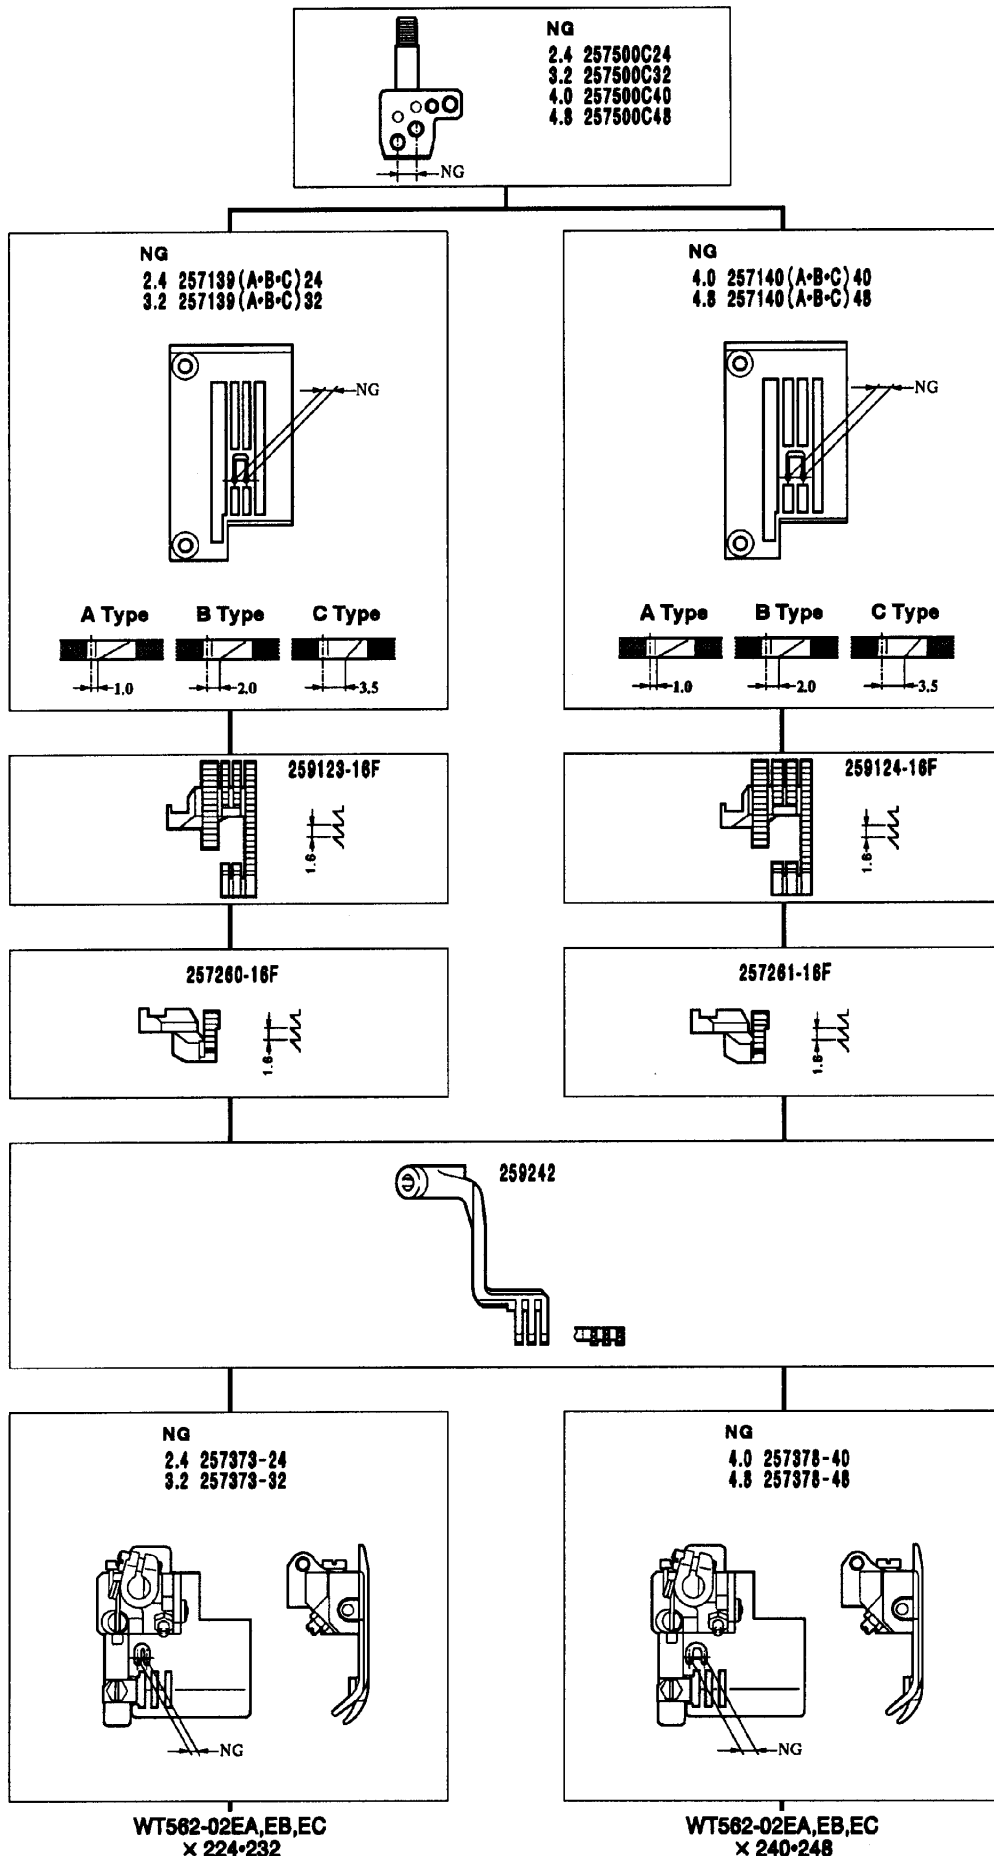 NG
2.4 257500C24
3.2 257500C32
4.0 257500C40
4.8 257500C48
NG
NG
2.4 257139(A•B•C)24
3.2 257139(A•B•C)32
NG
A Type B Type C Type
1.0 2.0 3.5
NG
4.0 257140(A•B•C)40
4.8 257140(A•B•C)48
NG
A Type B Type C Type
1.0 2.0 3.5
259123-16F
1.6
259124-16F
1.6
257260-16F
1.6
257261-16F
1.6
259242
NG
2.4 257373-24
3.2 257373-32
NG
NG
4.0 257378-40
4.8 257378-48
NG
WT562-02EA,EB,EC
× 224•232
WT562-02EA,EB,EC
× 240•248